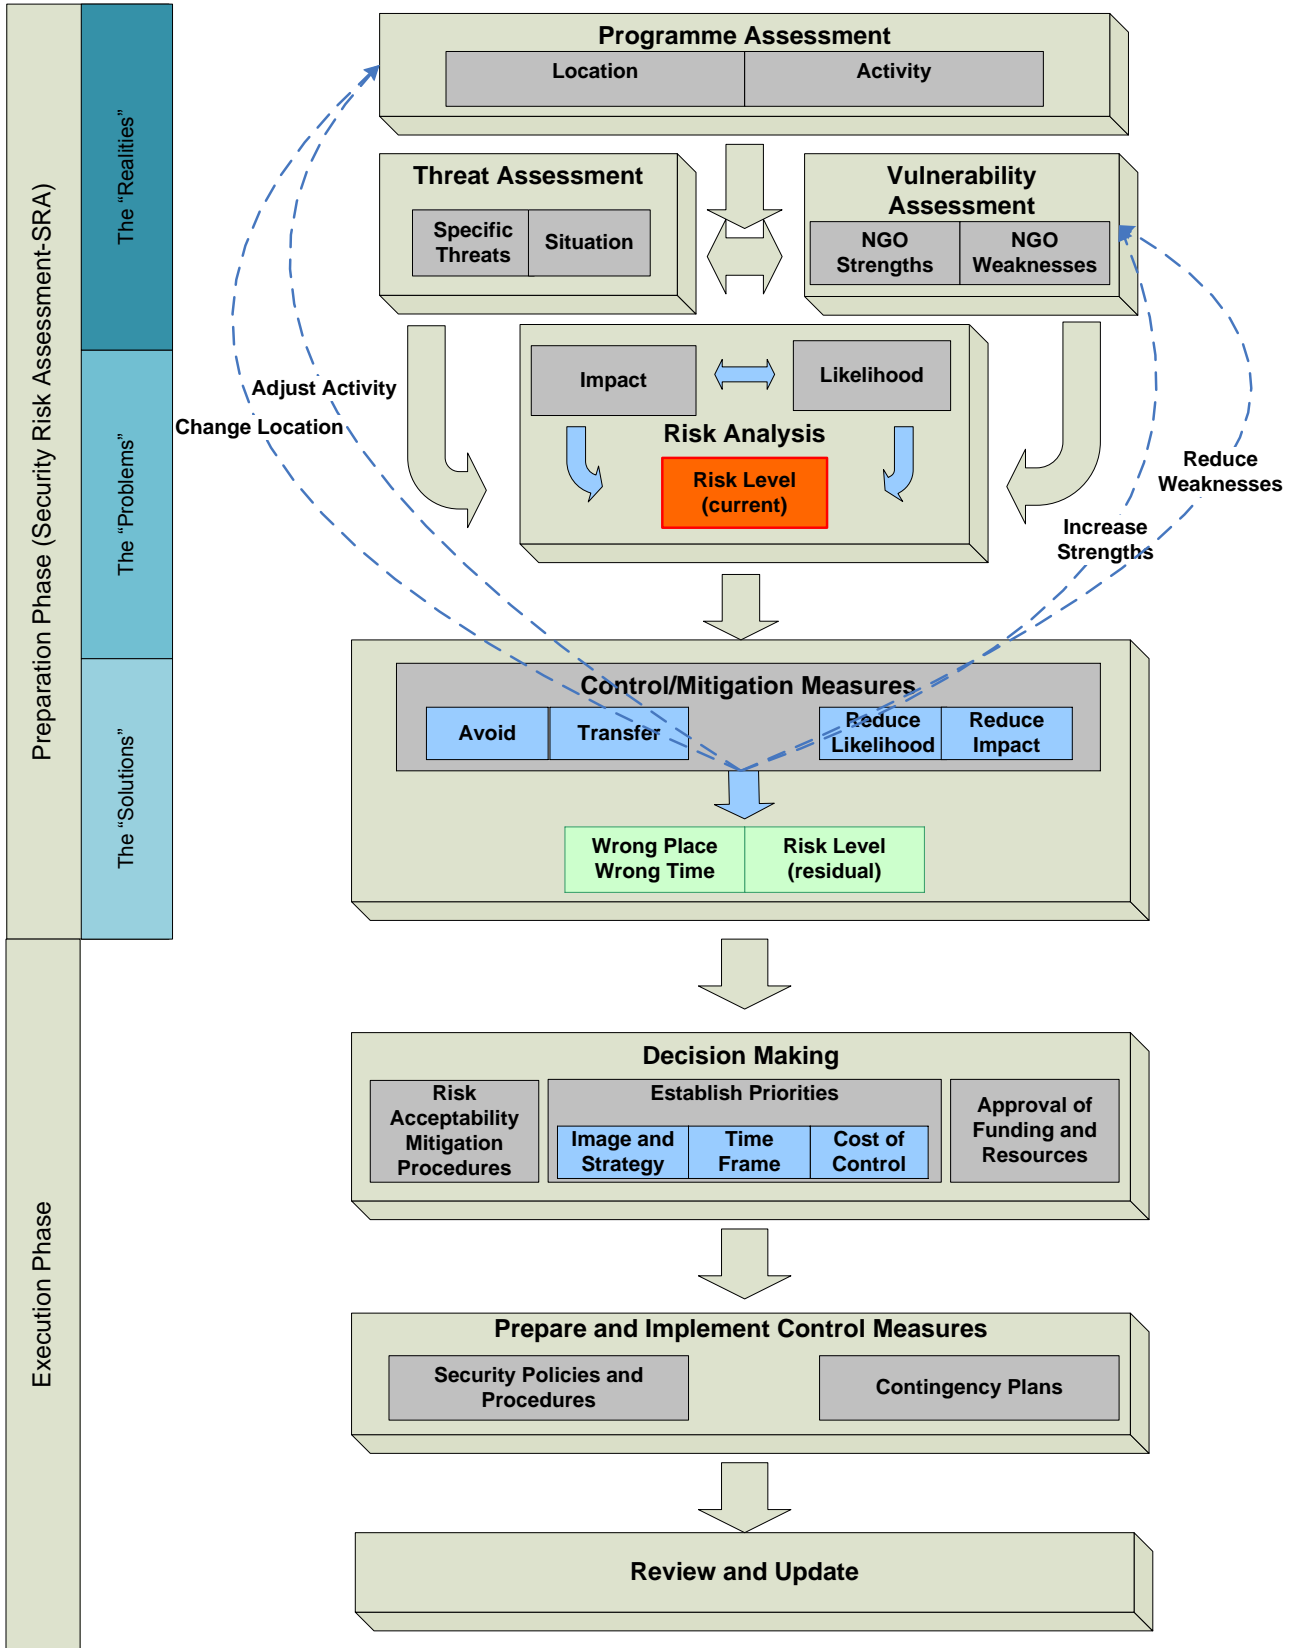 Preparation Phase (Security Risk Assessment-SRA)
The “Realities”
The “Problems”
The “Solutions”
Execution Phase
Programme Assessment
Location
Activity
Threat Assessment
Specific
Threats
Situation
Vulnerability
Assessment
NGO
Strengths
NGO
Weaknesses
Impact
Likelihood
Risk Analysis
Risk Level
(current)
Adjust Activity
Change Location
Reduce
Weaknesses
Increase
Strengths
Control/Mitigation Measures
Avoid
Transfer
Reduce
Likelihood
Reduce
Impact
Wrong Place
Wrong Time
Risk Level
(residual)
Decision Making
Risk
Acceptability
Mitigation
Procedures
Establish Priorities
Image and
Strategy
Time
Frame
Cost of
Control
Approval of
Funding and
Resources
Prepare and Implement Control Measures
Security Policies and
Procedures
Contingency Plans
Review and Update